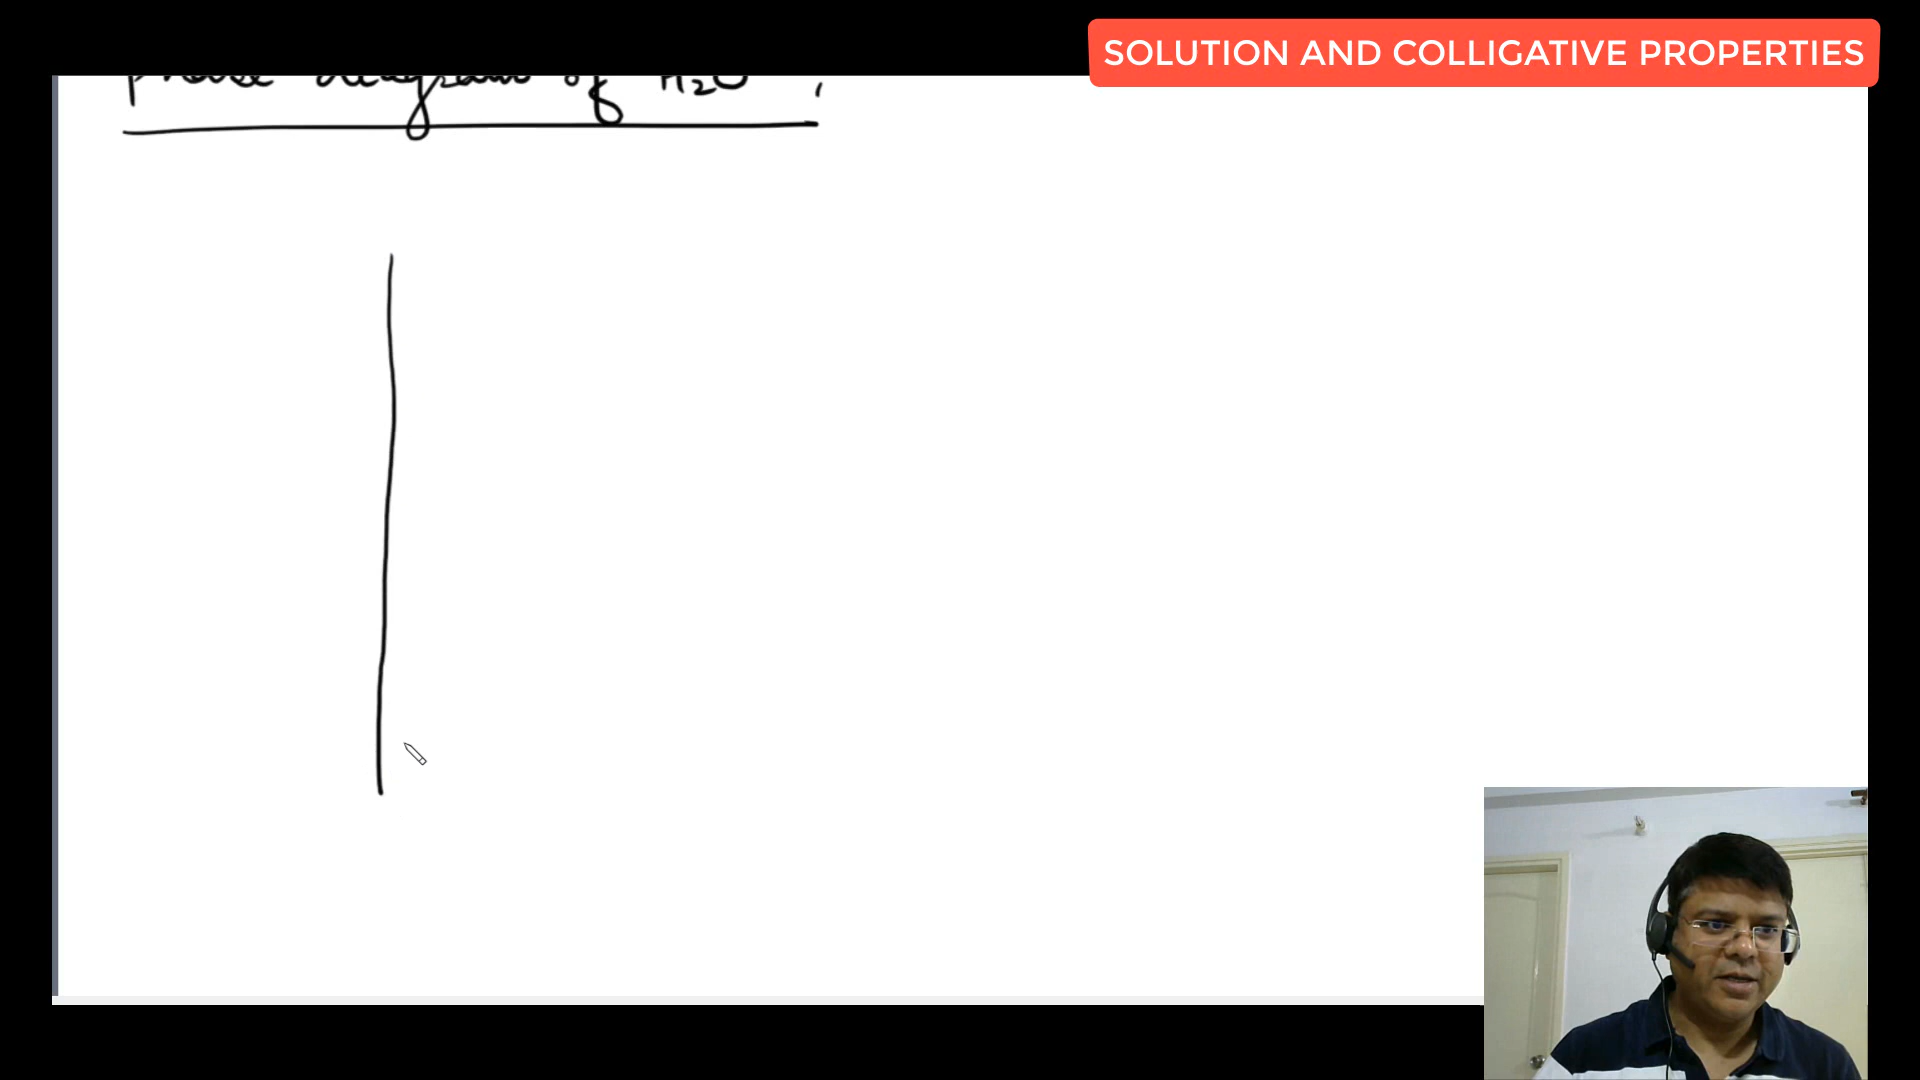 SOLUTION AND COLLIGATIVE PROPERTIES
phase diagram of H₂O